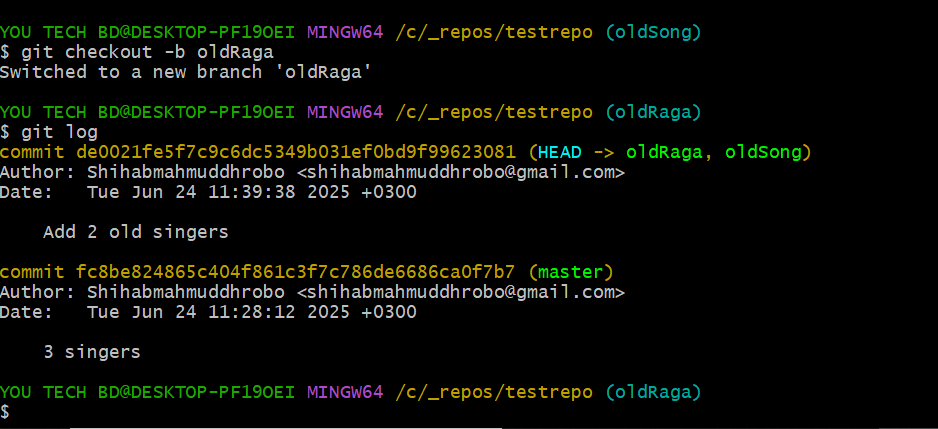 YOU TECH BD@DESKTOP-PF19OEI MINGW64 /c/_repos/testrepo (oldSong)
$ git checkout -b oldRaga
Switched to a new branch 'oldRaga'
YOU TECH BD@DESKTOP-PF19OEI MINGW64 /c/_repos/testrepo (oldRaga)
$ git log
commit de0021fe5f7c9c6dc5349b031ef0bd9f99623081 (HEAD -> oldRaga, oldSong)
Author: Shihabmahmuddhrobo <shihabmahmuddhrobo@gmail.com>
Date:   Tue Jun 24 11:39:38 2025 +0300
    Add 2 old singers
commit fc8be824865c404f861c3f7c786de6686ca0f7b7 (master)
Author: Shihabmahmuddhrobo <shihabmahmuddhrobo@gmail.com>
Date:   Tue Jun 24 11:28:12 2025 +0300
    3 singers
YOU TECH BD@DESKTOP-PF19OEI MINGW64 /c/_repos/testrepo (oldRaga)
$